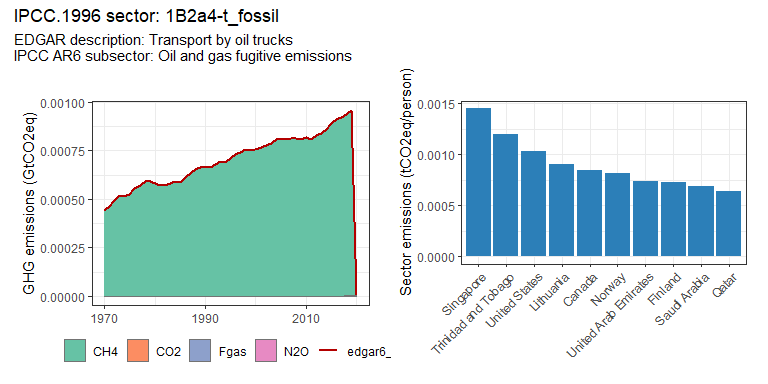 IPCC.1996 sector: 1B2a4-t_fossil
EDGAR description: Transport by oil trucks
IPCC AR6 subsector: Oil and gas fugitive emissions
GHG emissions (GtCO2eq)
0.00100
0.00075
0.00050
0.00025
0.00000
1970
1990
2010
CH4
CO2
Fgas
N2O
edgar6_
Sector emissions (tCO2eq/person)
0.0015
0.0010
0.0005
0.0000
Singapore
Trinidad and Tobago
United States
Lithuania
Canada
Norway
United Arab Emirates
Finland
Saudi Arabia
Qatar